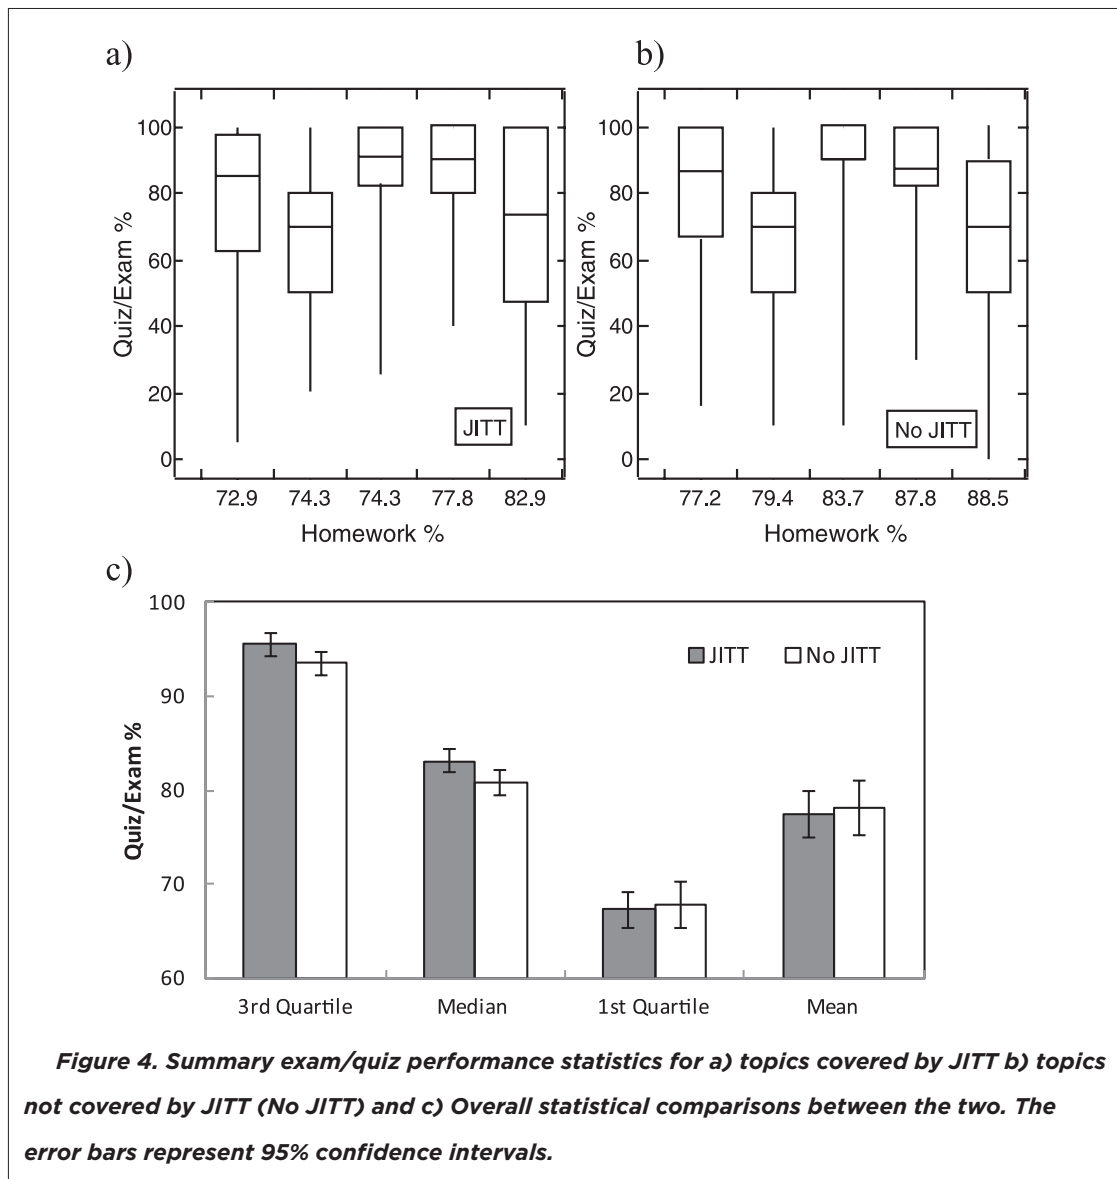 a)
100
80
60
40
20
0
Quiz/Exam %
JITT
72.9 74.3 74.3 77.8 82.9
Homework %
b)
100
80
60
40
20
0
Quiz/Exam %
No JITT
77.2 79.4 83.7 87.8 88.5
Homework %
c)
100
90
80
70
60
Quiz/Exam %
JITT No JITT
3rd Quartile Median 1st Quartile Mean
Figure 4. Summary exam/quiz performance statistics for a) topics covered by JITT b) topics
not covered by JITT (No JITT) and c) Overall statistical comparisons between the two. The
error bars represent 95% confidence intervals.